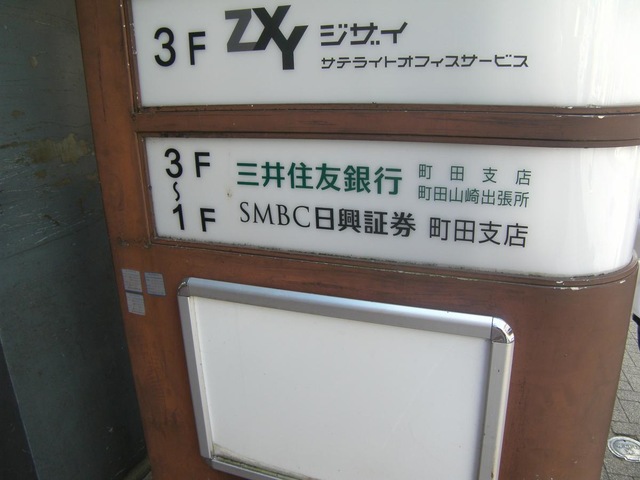 3F ZXY ジザイ
サテライトオフィスサービス
3F
〜
1F
三井住友銀行 町田支店
町田山崎出張所
SMBC日興証券 町田支店